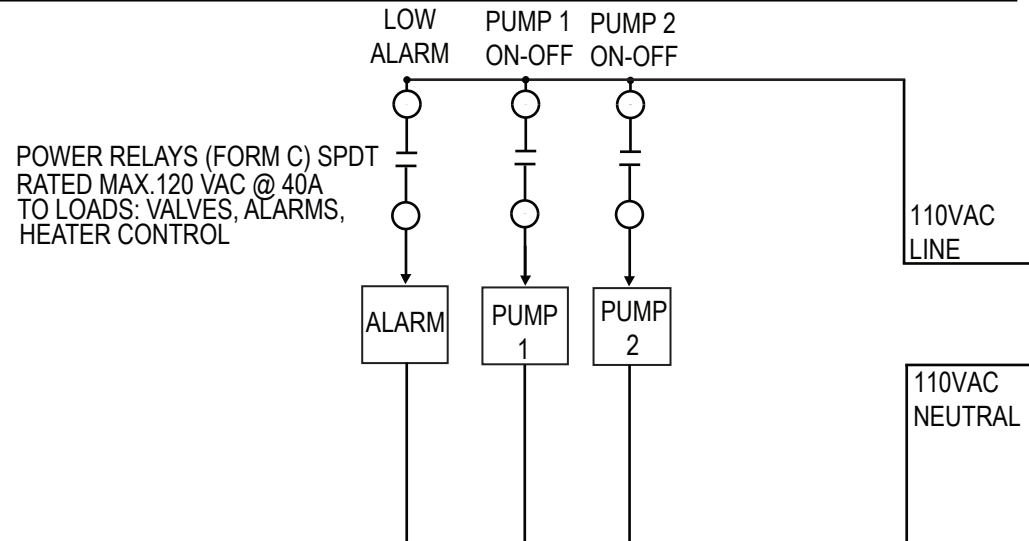 LOW
ALARM
PUMP 1
ON-OFF
PUMP 2
ON-OFF
POWER RELAYS (FORM C) SPDT
RATED MAX.120 VAC @ 40A
TO LOADS: VALVES, ALARMS,
HEATER CONTROL
110VAC
LINE
ALARM
PUMP
1
PUMP
2
110VAC
NEUTRAL